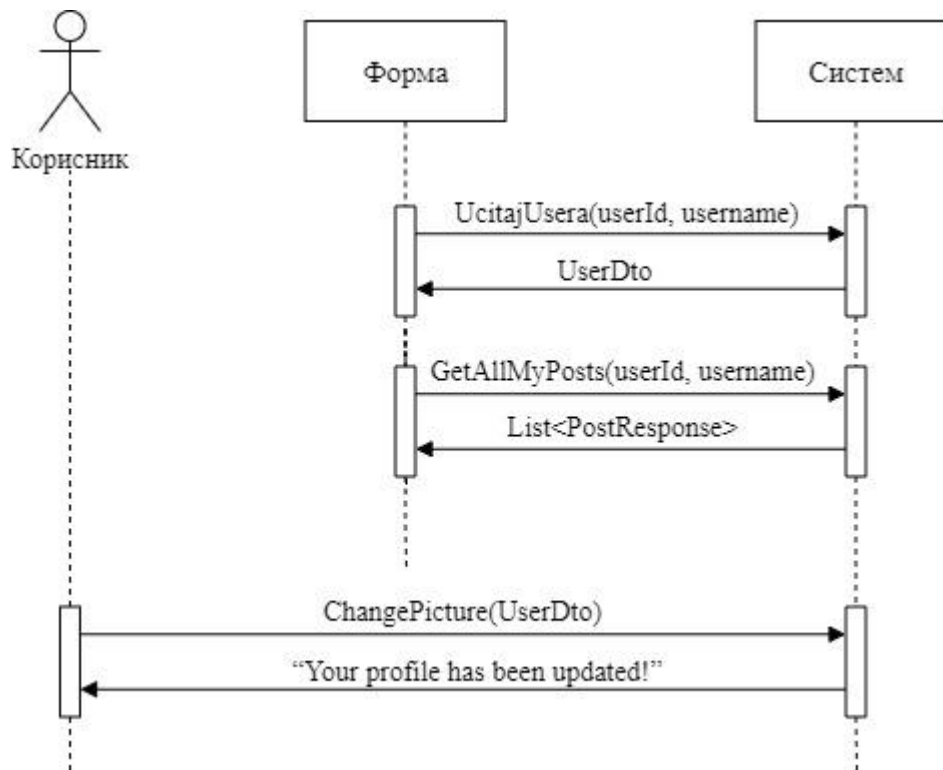 Форма
Систем
Корисник
UcitajUsera(userId, username)
UserDto
GetAllMyPosts(userId, username)
List<PostResponse>
ChangePicture(UserDto)
“Your profile has been updated!”